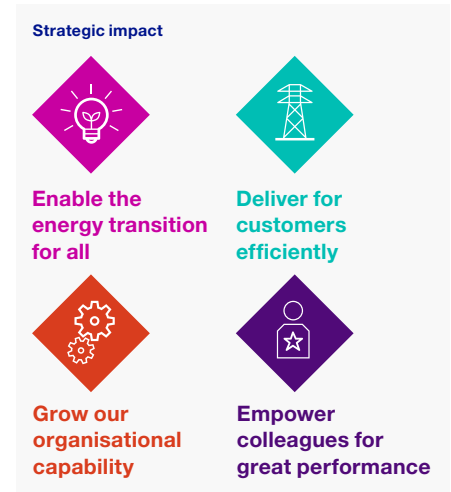 Strategic impact
Enable the
energy transition
for all
Deliver for
customers
efficiently
Grow our
organisational
capability
Empower
colleagues for
great performance